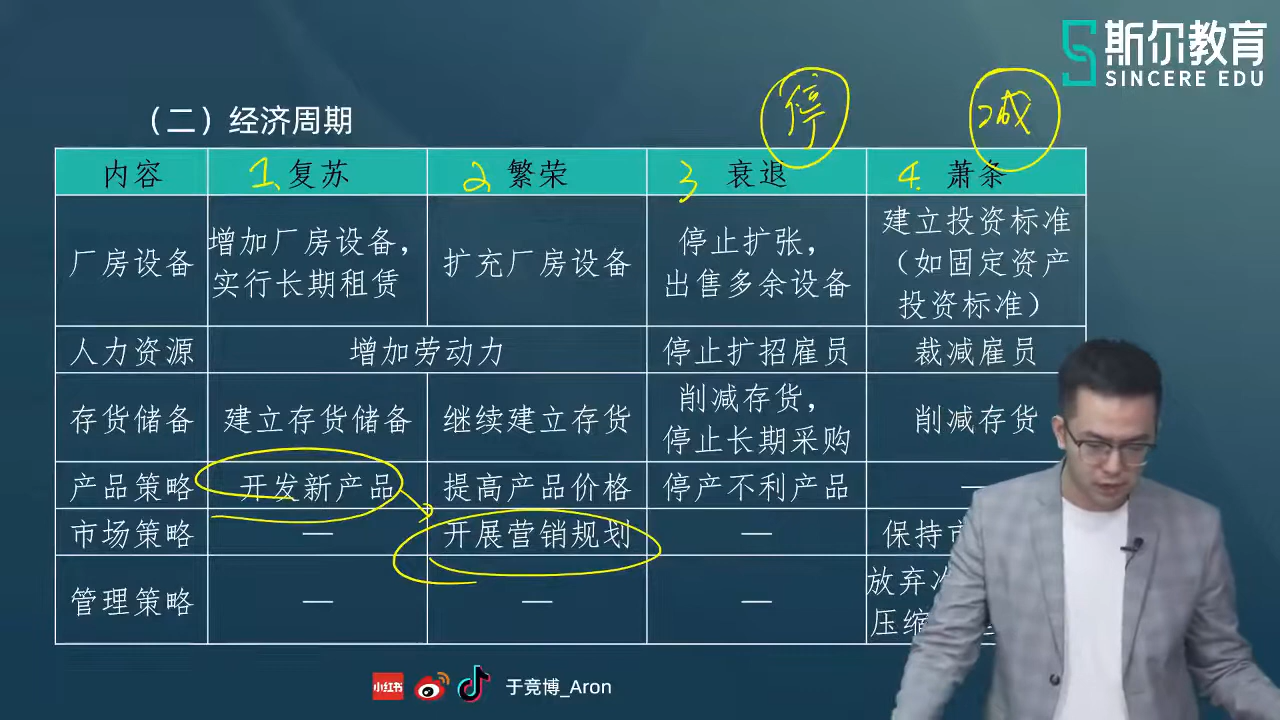 斯尔教育
SINCERE EDU
停
减
（二）经济周期
内容 1、复苏 2、繁荣 3 衰退 4. 萧条
厂房设备 增加厂房设备，实行长期租赁 扩充厂房设备 停止扩张，出售多余设备 建立投资标准（如固定资产投资标准）
人力资源 增加劳动力 停止扩招雇员 裁减雇员
存货储备 建立存货储备 继续建立存货 削减存货，停止长期采购 削减存货
产品策略 开发新产品 提高产品价格 停产不利产品 —
市场策略 — 开展营销规划 — 保持市
管理策略 — — — 放弃 压缩
小红书
于竞博_Aron